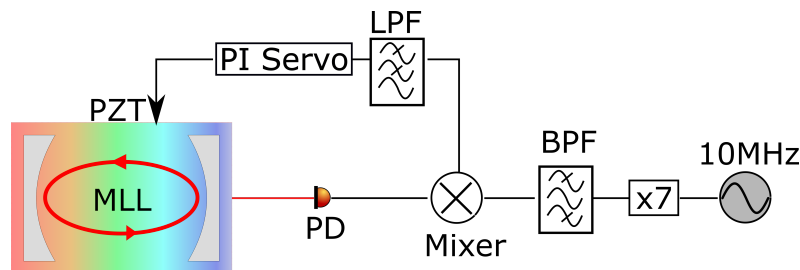 LPF
PI Servo
PZT
BPF
10MHz
MLL
x7
PD
Mixer